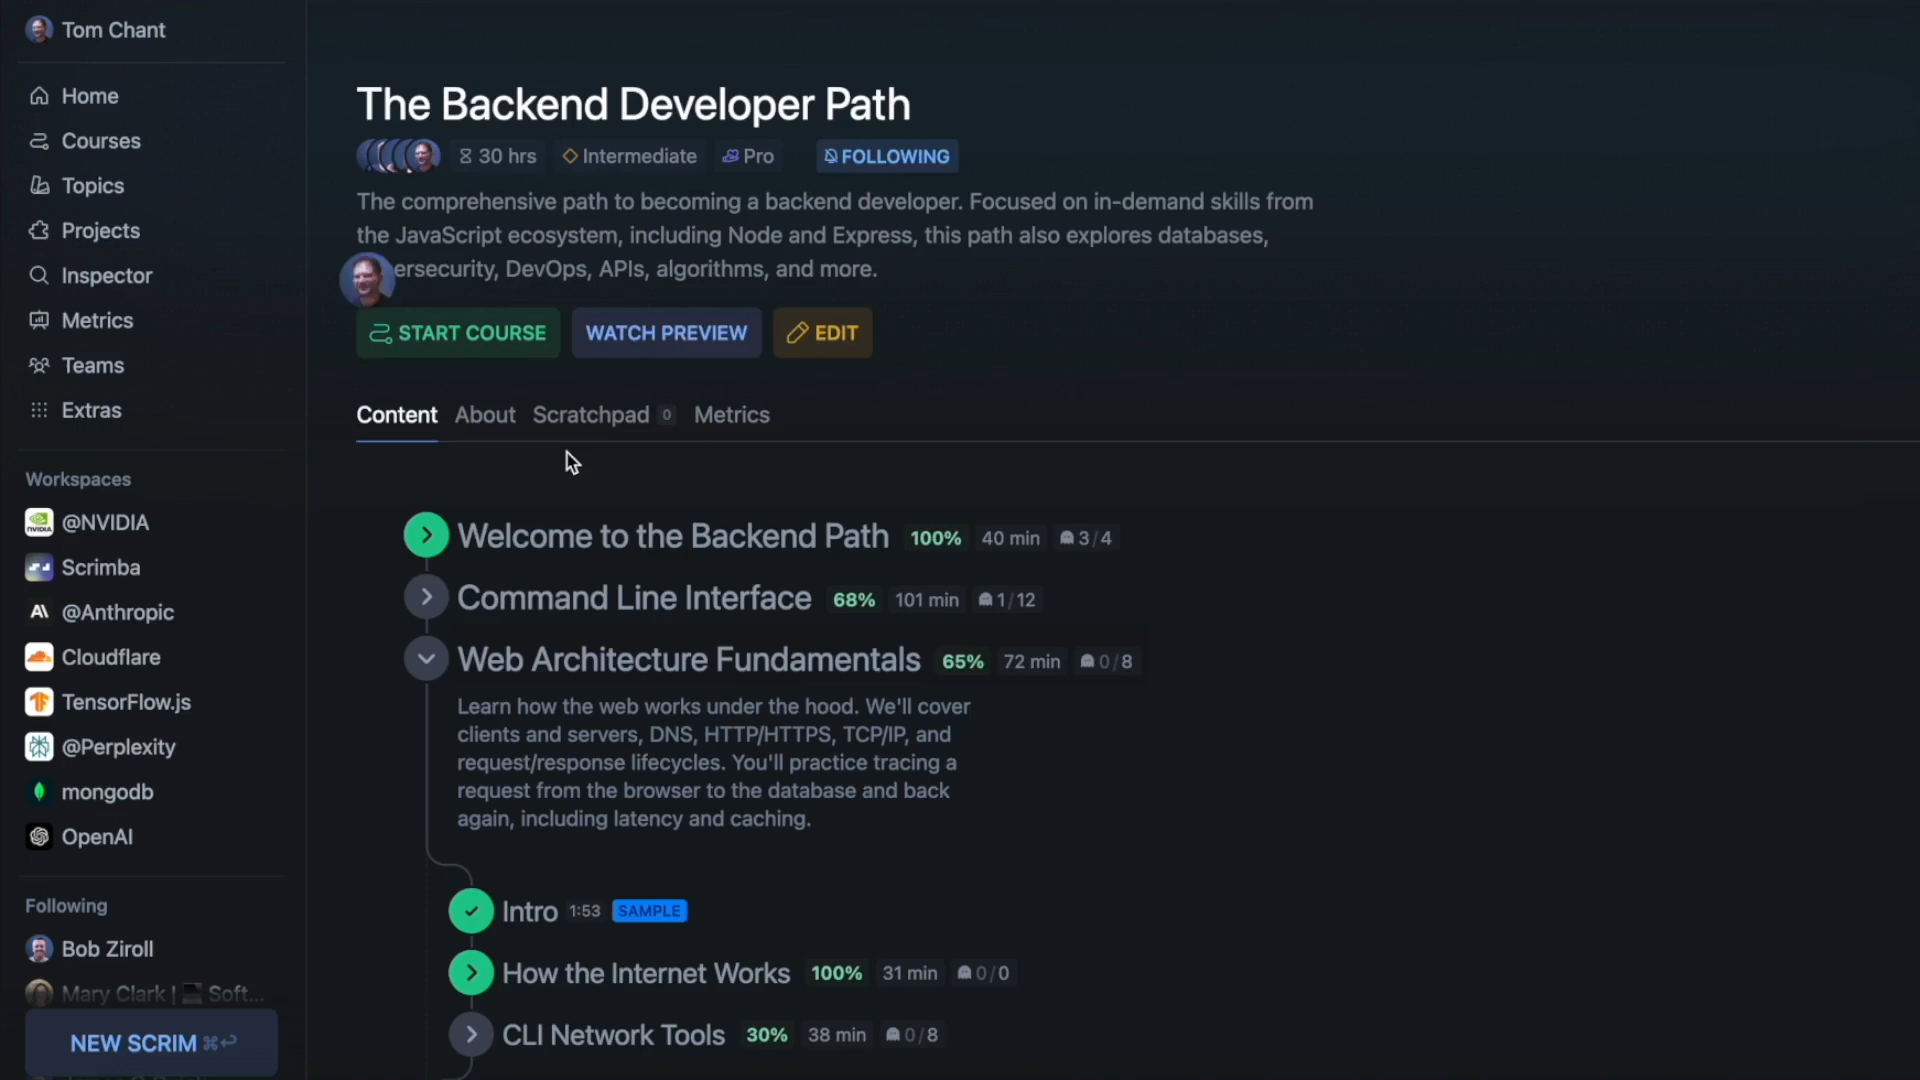 Tom Chant
Home
Courses
Topics
Projects
Inspector
Metrics
Teams
Extras
Workspaces
@NVIDIA
Scrimba
@Anthropic
Cloudflare
TensorFlow.js
@Perplexity
mongodb
OpenAI
Following
Bob Ziroll
Mary Clark | Soft...
NEW SCRIM ⌘↩
The Backend Developer Path
30 hrs Intermediate Pro FOLLOWING
The comprehensive path to becoming a backend developer. Focused on in-demand skills from
the JavaScript ecosystem, including Node and Express, this path also explores databases,
ersecurity, DevOps, APIs, algorithms, and more.
START COURSE WATCH PREVIEW EDIT
Content About Scratchpad 0 Metrics
Welcome to the Backend Path 100% 40 min 3/4
Command Line Interface 68% 101 min 1/12
Web Architecture Fundamentals 65% 72 min 0/8
Learn how the web works under the hood. We'll cover
clients and servers, DNS, HTTP/HTTPS, TCP/IP, and
request/response lifecycles. You'll practice tracing a
request from the browser to the database and back
again, including latency and caching.
Intro 1:53 SAMPLE
How the Internet Works 100% 31 min 0/0
CLI Network Tools 30% 38 min 0/8